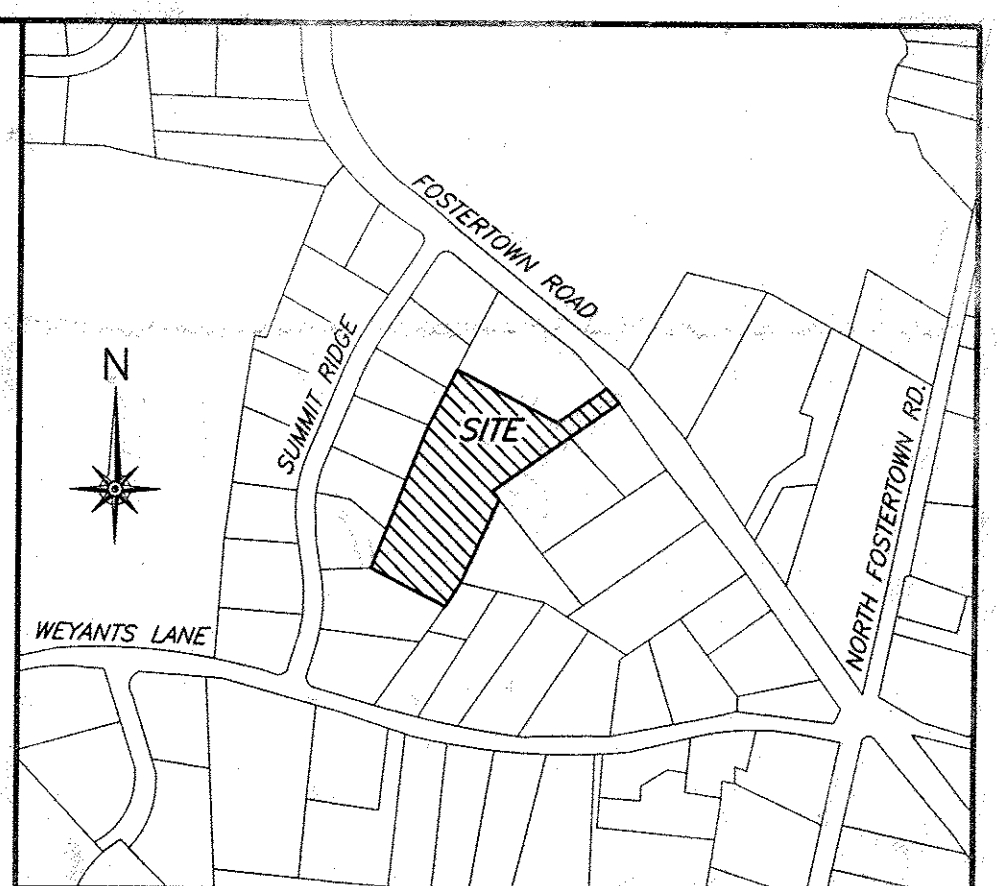 FOSTERTOWN ROAD
N
SUMMIT RIDGE
SITE
NORTH FOSTERTOWN RD.
WEYANTS LANE